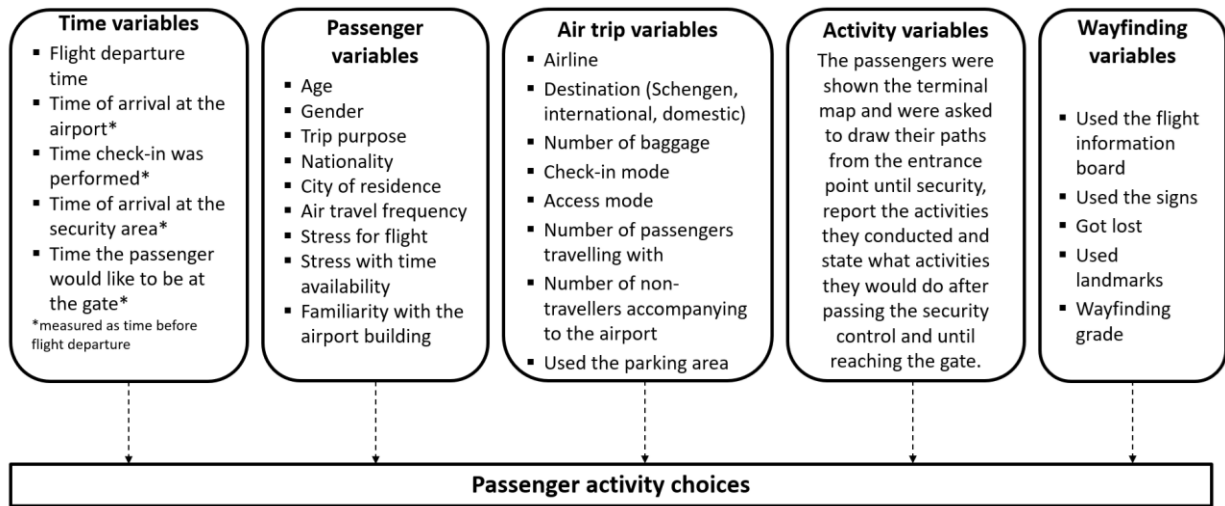 Time variables
▪ Flight departure
time
▪ Time of arrival at the
airport*
▪ Time check-in was
performed*
▪ Time of arrival at the
security area*
▪ Time the passenger
would like to be at
the gate*
*measured as time before
flight departure
Passenger
variables
▪ Age
▪ Gender
▪ Trip purpose
▪ Nationality
▪ City of residence
▪ Air travel frequency
▪ Stress for flight
▪ Stress with time
availability
▪ Familiarity with the
airport building
Air trip variables
▪ Airline
▪ Destination (Schengen,
international, domestic)
▪ Number of baggage
▪ Check-in mode
▪ Access mode
▪ Number of passengers
travelling with
▪ Number of non-
travellers accompanying
to the airport
▪ Used the parking area
Activity variables
The passengers were
shown the terminal
map and were asked
to draw their paths
from the entrance
point until security,
report the activities
they conducted and
state what activities
they would do after
passing the security
control and until
reaching the gate.
Wayfinding
variables
▪ Used the flight
information
board
▪ Used the signs
▪ Got lost
▪ Used
landmarks
▪ Wayfinding
grade
Passenger activity choices